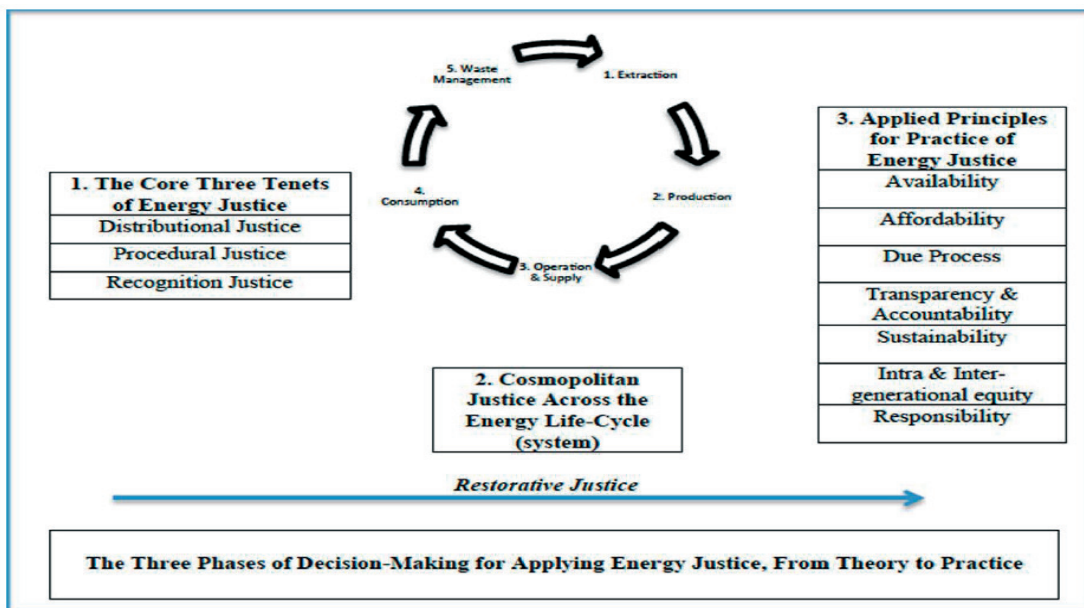 5. Waste
Management
1. Extraction
2. Production
3. Operation
& Supply
4.
Consumption
1. The Core Three Tenets
of Energy Justice
Distributional Justice
Procedural Justice
Recognition Justice
2. Cosmopolitan
Justice Across the
Energy Life-Cycle
(system)
3. Applied Principles
for Practice of
Energy Justice
Availability
Affordability
Due Process
Transparency &
Accountability
Sustainability
Intra & Inter-
generational equity
Responsibility
Restorative Justice
The Three Phases of Decision-Making for Applying Energy Justice, From Theory to Practice